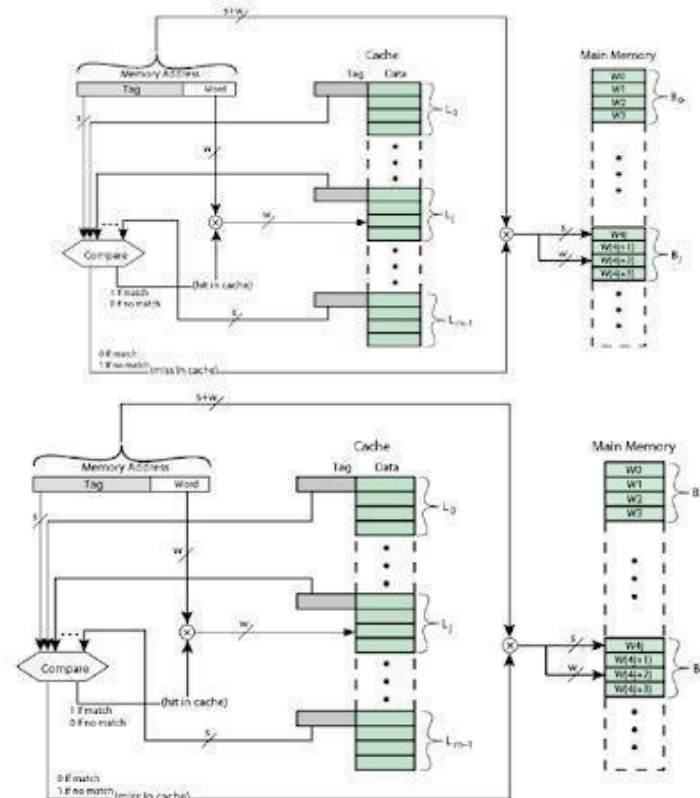 s+w
Cache
Main Memory
Memory Address
Tag Data
Tag Word
W0
W1
W2
W3
B₀
s
L₀
w
w
Lⱼ
s
w
W4j
W(4j+1)
W(4j+2)
W(4j+3)
Bⱼ
Compare
(hit in cache)
1 if match
0 if no match
s
Lₘ₋₁
0 if match
1 if no match
(miss in cache)
s+w
Cache
Main Memory
Memory Address
Tag Data
Tag Word
W0
W1
W2
W3
B
s
L₀
w
w
Lⱼ
s
w
W4j
W(4j+1)
W(4j+2)
W(4j+3)
B
Compare
(hit in cache)
1 if match
0 if no match
s
Lₘ₋₁
0 if match
1 if no match
(miss in cache)